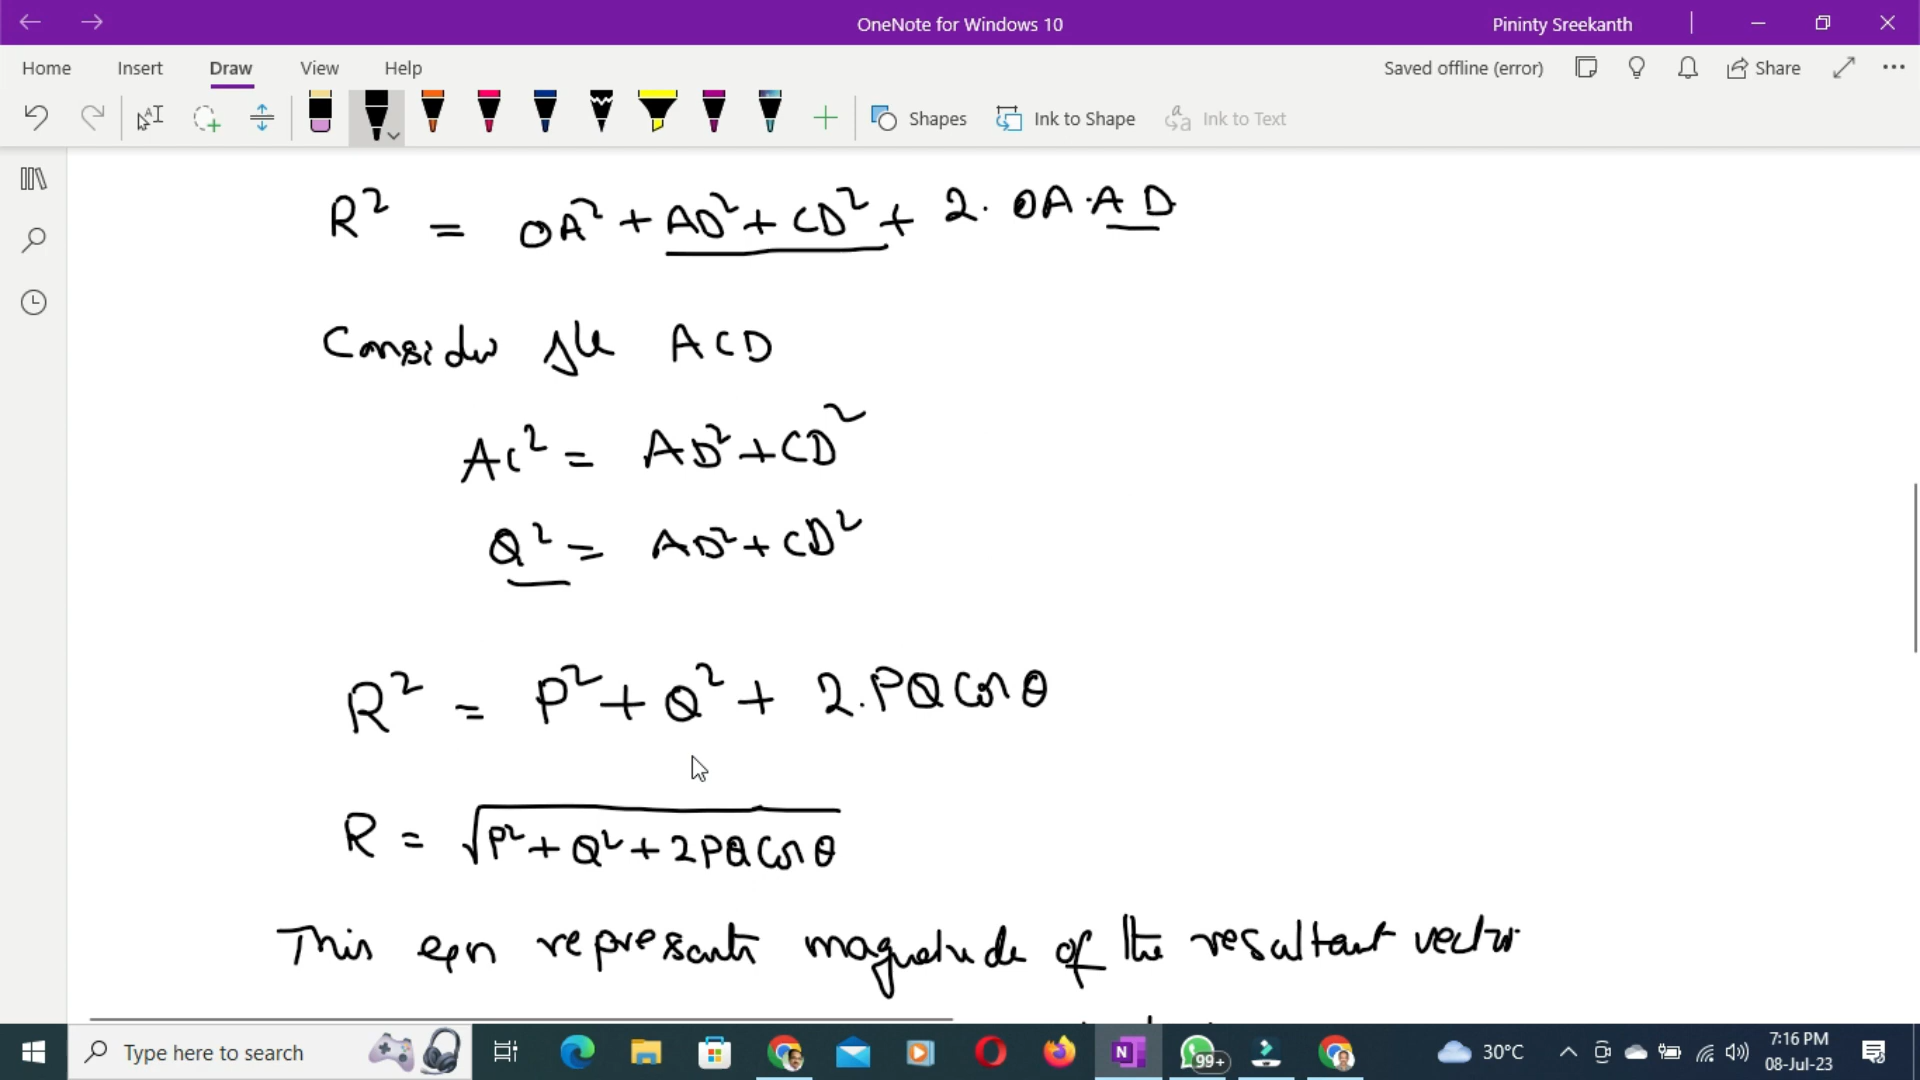 OneNote for Windows 10
Pininty Sreekanth
Home Insert Draw View Help
Saved offline (error)
Share
Shapes
Ink to Shape
Ink to Text
R² = OA² + AD² + CD² + 2. OA · AD
Consider ACD
AC² = AD² + CD²
Q² = AD² + CD²
R² = P² + Q² + 2.PQ Cos θ
R = √P² + Q² + 2PQ Cos θ
This eqn represents magnitude of the resultant vector
Type here to search
99+
30°C
7:16 PM
08-Jul-23